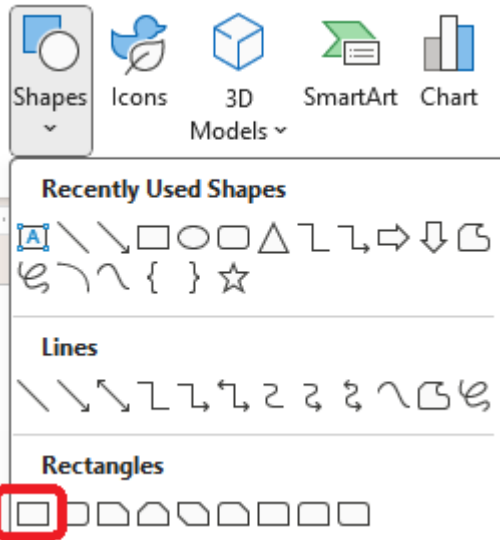 Shapes Icons 3D SmartArt Chart
Models
Recently Used Shapes
A
Lines
Rectangles